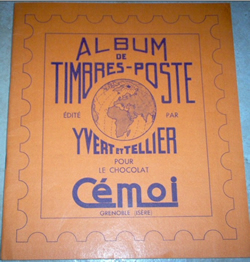 ALBUM
DE
TIMBRES-POSTE
ÉDITÉ PAR
YVERT ET TELLIER
POUR
LE CHOCOLAT
Cémoi
GRENOBLE (ISÈRE)